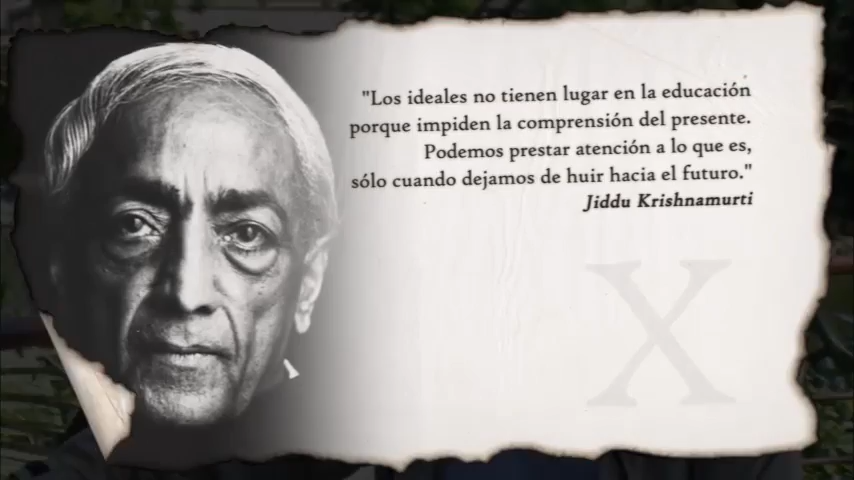 "Los ideales no tienen lugar en la educación
porque impiden la comprensión del presente.
Podemos prestar atención a lo que es,
sólo cuando dejamos de huir hacia el futuro."
Jiddu Krishnamurti
X